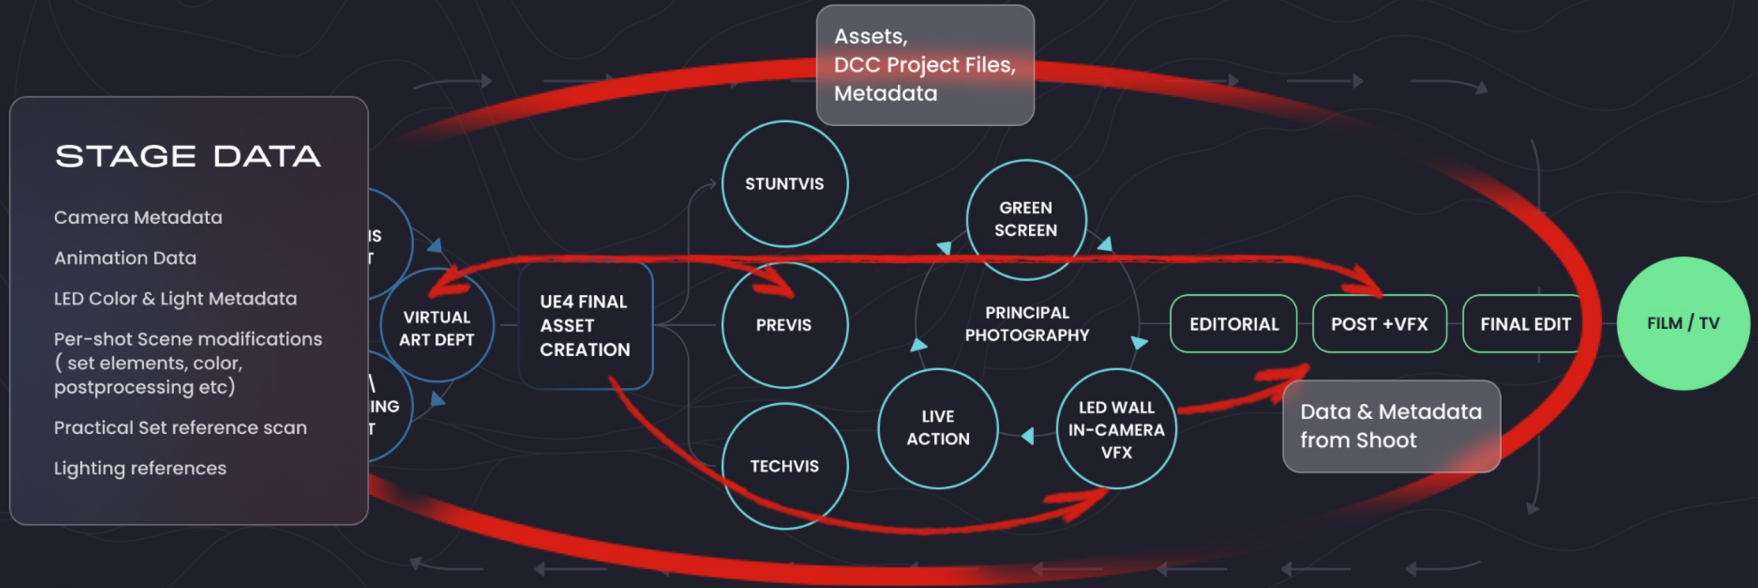 Assets,
DCC Project Files,
Metadata
STAGE DATA
Camera Metadata
Animation Data
LED Color & Light Metadata
Per-shot Scene modifications
( set elements, color,
postprocessing etc)
Practical Set reference scan
Lighting references
IS
T
ING
T
VIRTUAL
ART DEPT
UE4 FINAL
ASSET
CREATION
STUNTVIS
PREVIS
TECHVIS
GREEN
SCREEN
PRINCIPAL
PHOTOGRAPHY
LIVE
ACTION
LED WALL
IN-CAMERA
VFX
EDITORIAL
POST +VFX
FINAL EDIT
FILM / TV
Data & Metadata
from Shoot